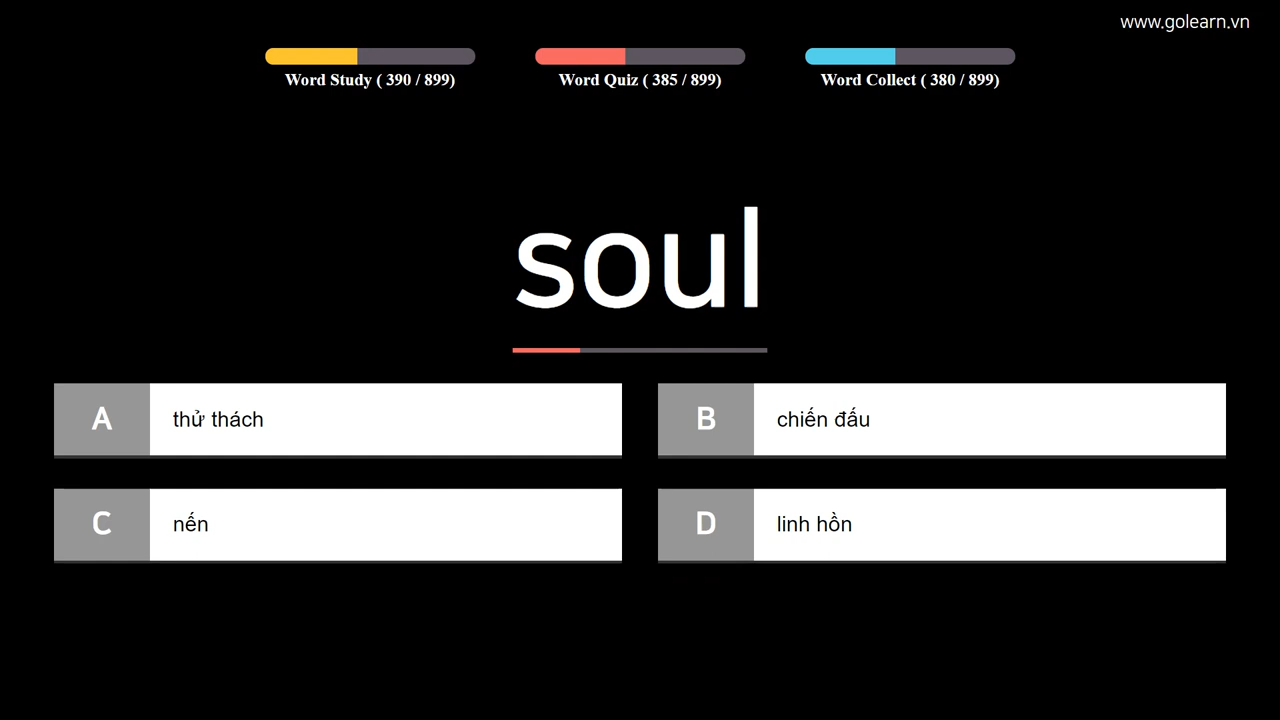 www.golearn.vn
Word Study ( 390 / 899)
Word Quiz ( 385 / 899)
Word Collect ( 380 / 899)
soul
A thử thách
B chiến đấu
C nến
D linh hồn